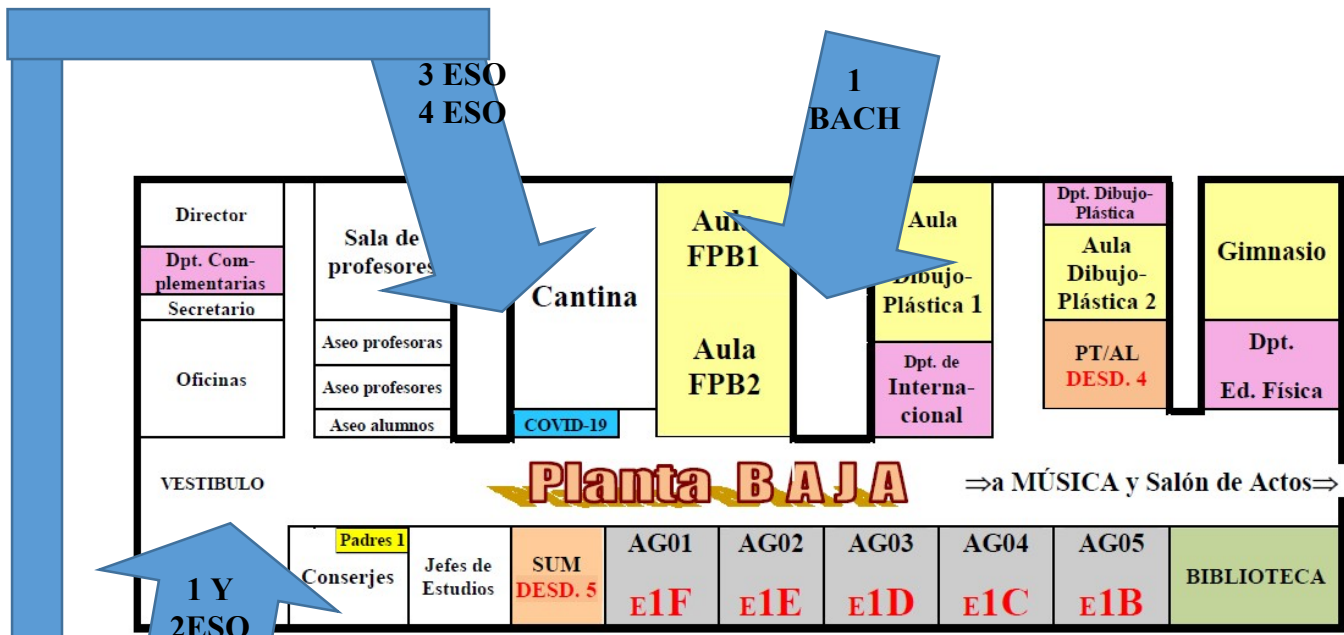 3 ESO
4 ESO
1
BACH
Director
Dpt. Com-
plementarias
Secretario
Oficinas
Sala de
profesores
Aseo profesoras
Aseo profesores
Aseo alumnos
Cantina
COVID-19
Aula
FPB1
Aula
FPB2
Aula
Dibujo-
Plástica 1
Dpt. de
Interna-
cional
Dpt. Dibujo-
Plástica
Aula
Dibujo-
Plástica 2
PT/AL
DESD. 4
Gimnasio
Dpt.
Ed. Física
VESTIBULO
Planta BAJA
⇒a MÚSICA y Salón de Actos⇒
1 Y
2ESO
Padres 1
Conserjes
Jefes de
Estudios
SUM
DESD. 5
AG01
E1F
AG02
E1E
AG03
E1D
AG04
E1C
AG05
E1B
BIBLIOTECA